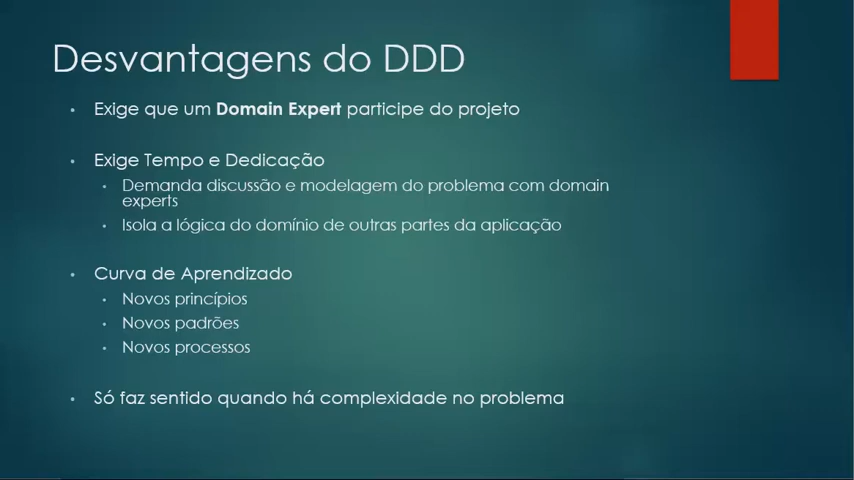 Desvantagens do DDD
• Exige que um Domain Expert participe do projeto
• Exige Tempo e Dedicação
• Demanda discussão e modelagem do problema com domain
experts
• Isola a lógica do domínio de outras partes da aplicação
• Curva de Aprendizado
• Novos princípios
• Novos padrões
• Novos processos
• Só faz sentido quando há complexidade no problema